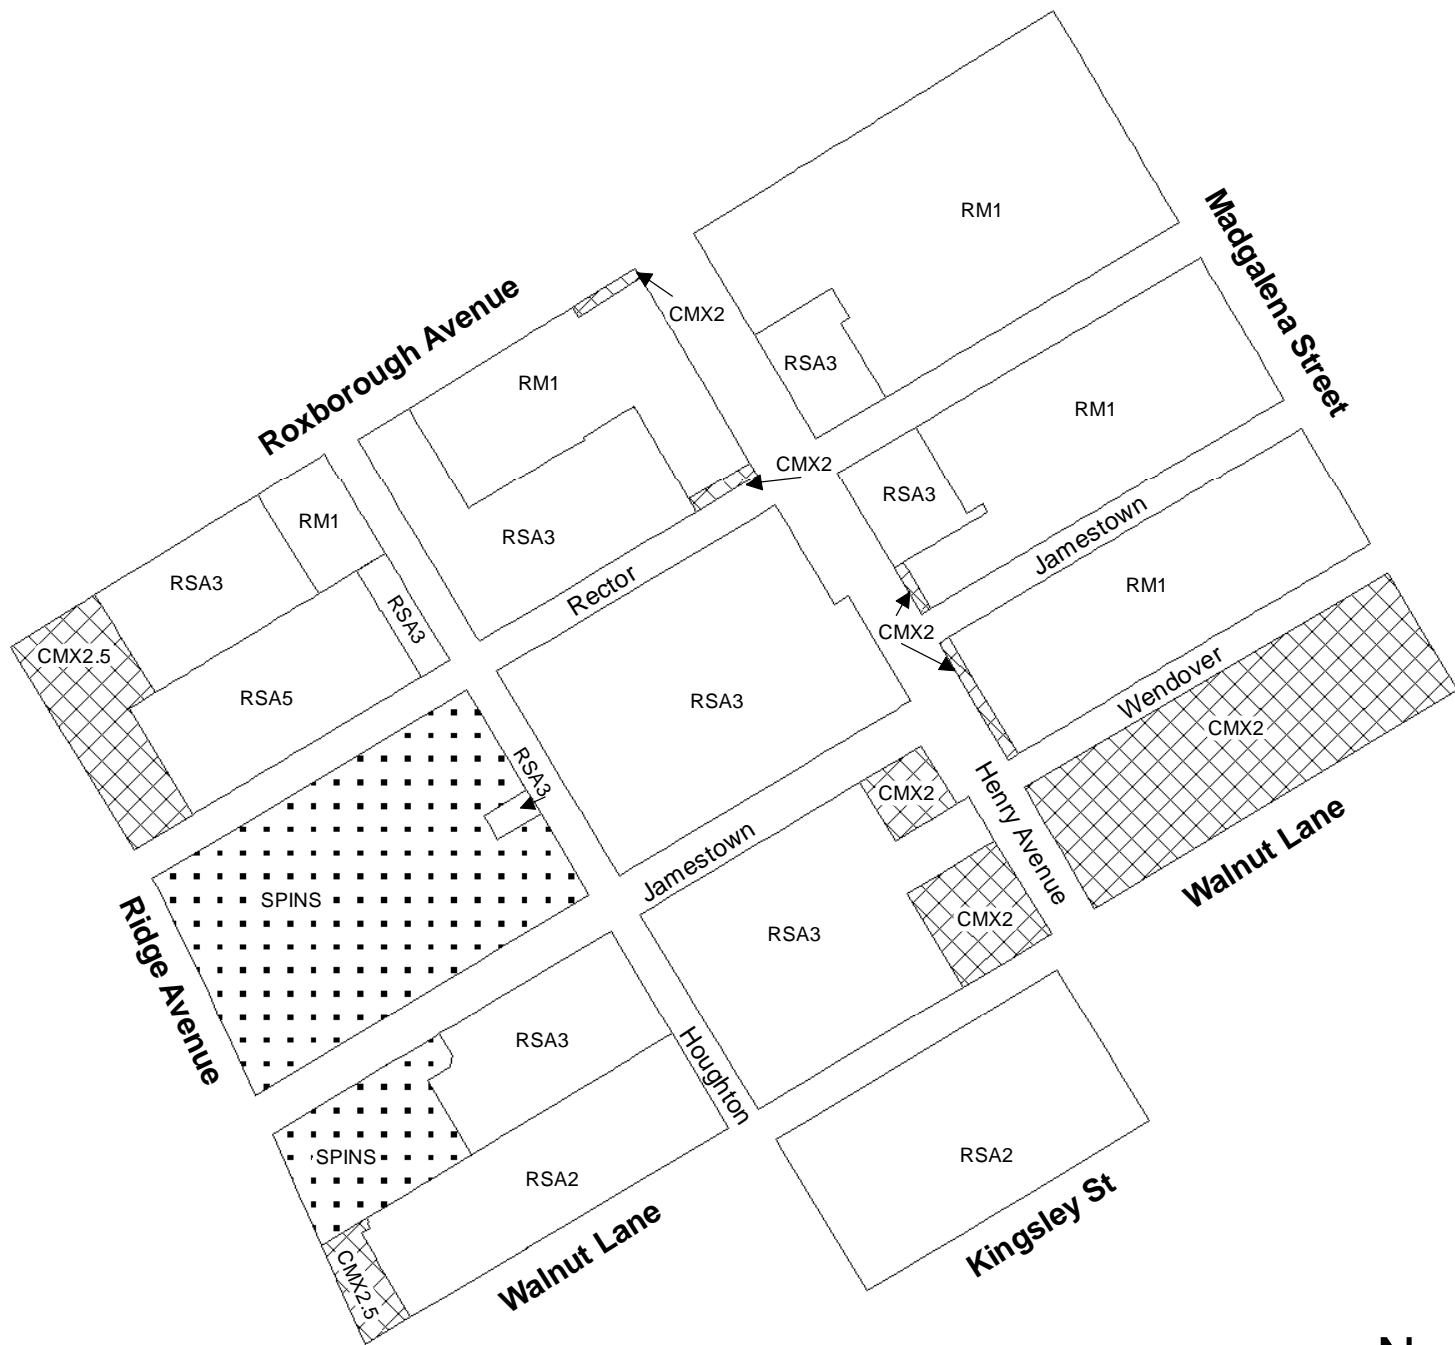 RM1
Madgalena Street
Roxborough Avenue
CMX2
RSA3
RM1
RM1
CMX2
RSA3
RM1
RSA3
Jamestown
RSA3
Rector
RM1
RSA3
CMX2
CMX2.5
Wendover
RSA5
RSA3
CMX2
RSA3
Henry Avenue
CMX2
Walnut Lane
Jamestown
SPINS
CMX2
RSA3
Ridge Avenue
RSA3
Houghton
SPINS
RSA2
RSA2
Kingsley St
Walnut Lane
CMX2.5